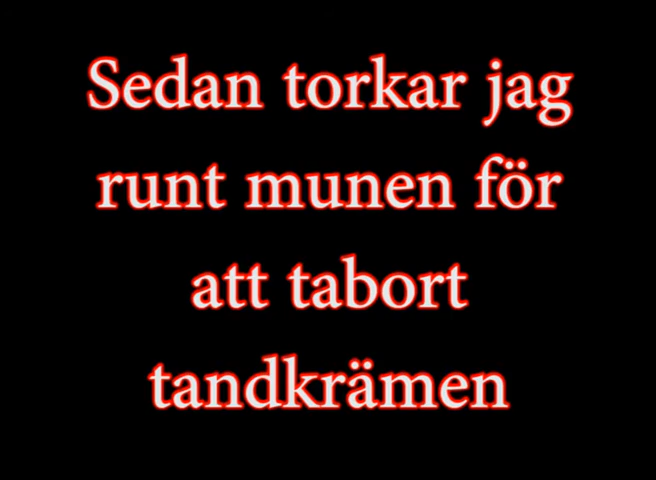 Sedan torkar jag
runt munen för
att tabort
tandkrämen